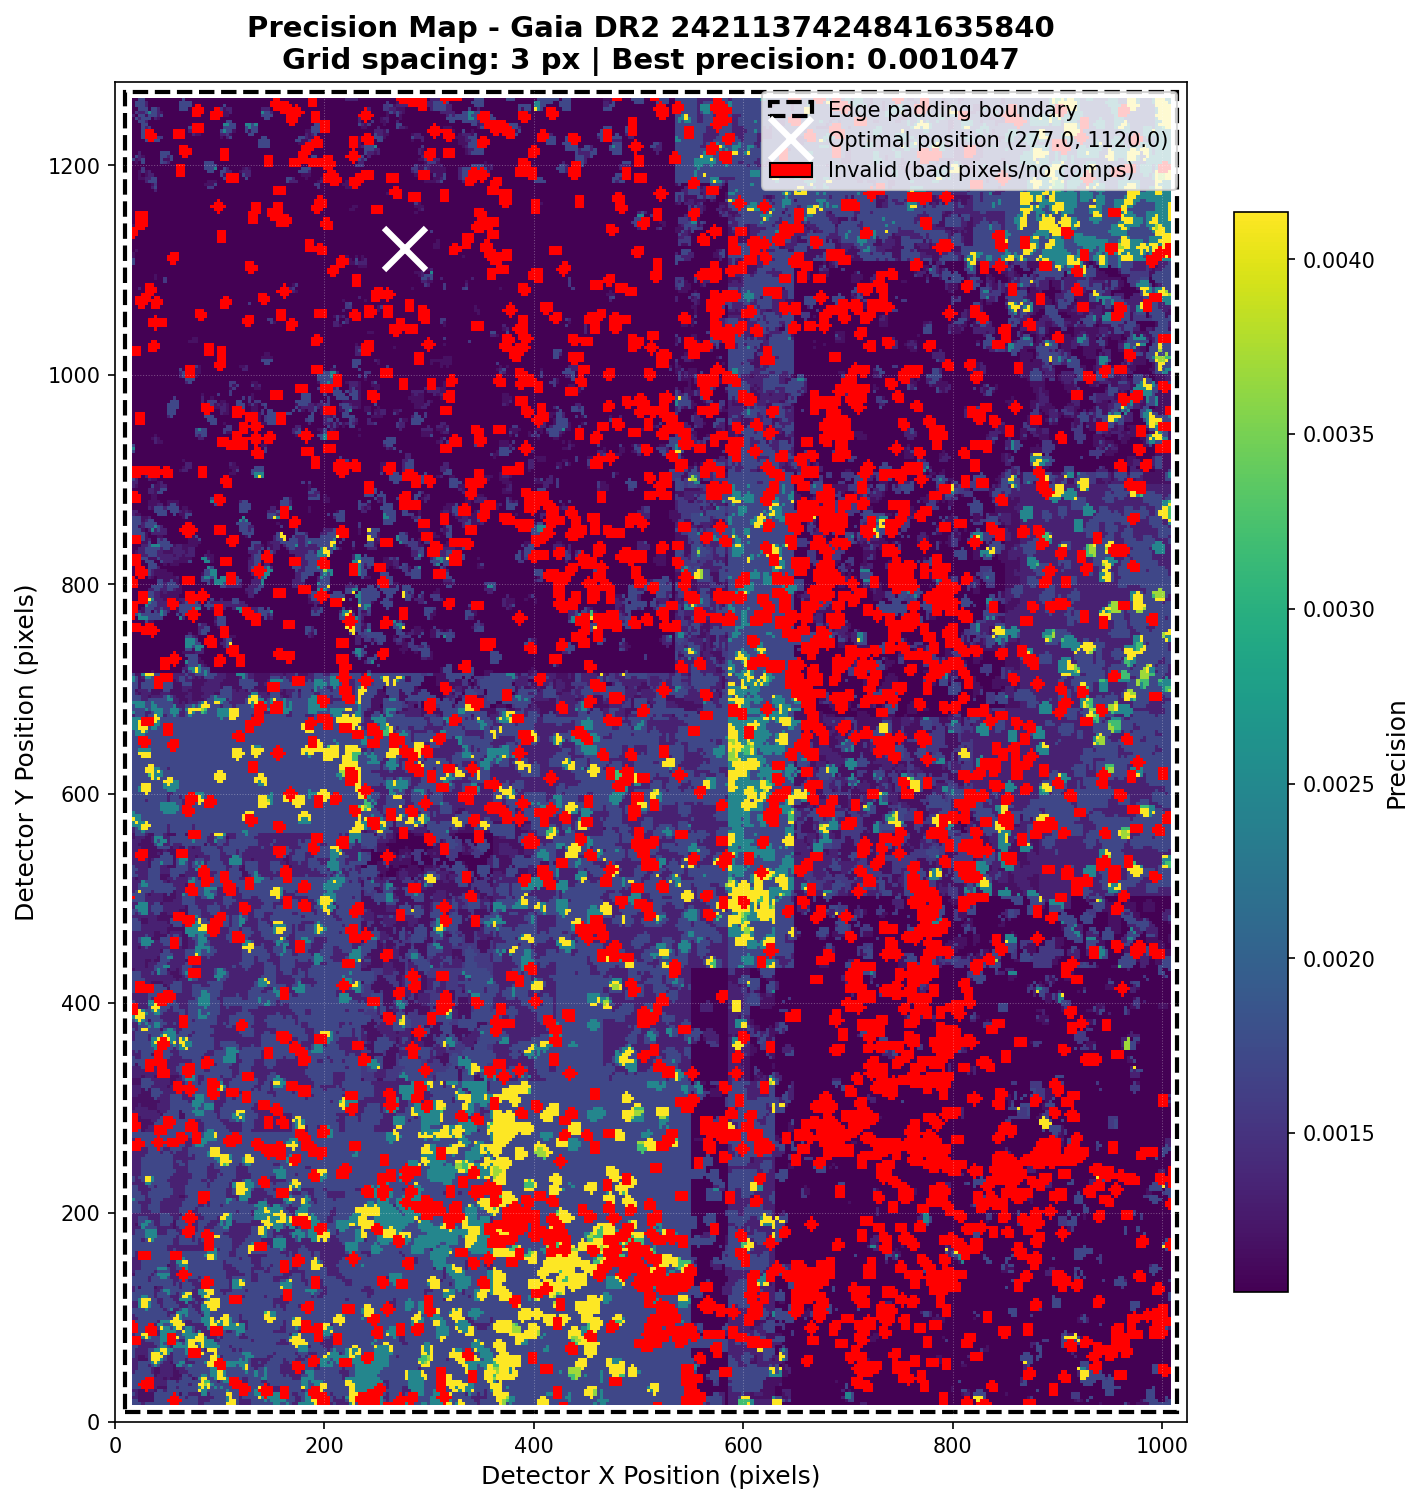 Precision Map - Gaia DR2 2421137424841635840
Grid spacing: 3 px | Best precision: 0.001047
Edge padding boundary
Optimal position (277.0, 1120.0)
Invalid (bad pixels/no comps)
1200
1000
800
600
400
200
0
Detector Y Position (pixels)
0 200 400 600 800 1000
Detector X Position (pixels)
0.0040
0.0035
0.0030
0.0025
0.0020
0.0015
Precision